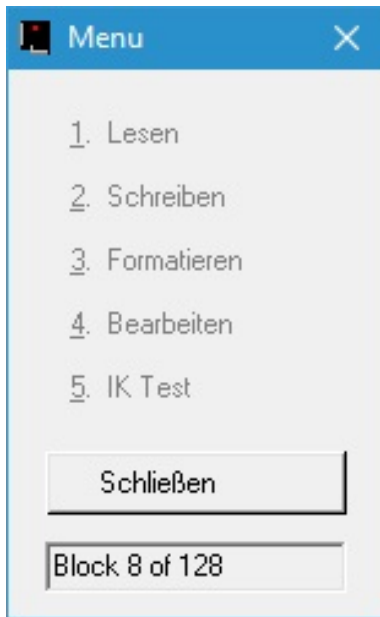 Menu
1. Lesen
2. Schreiben
3. Formatieren
4. Bearbeiten
5. IK Test
Schließen
Block 8 of 128